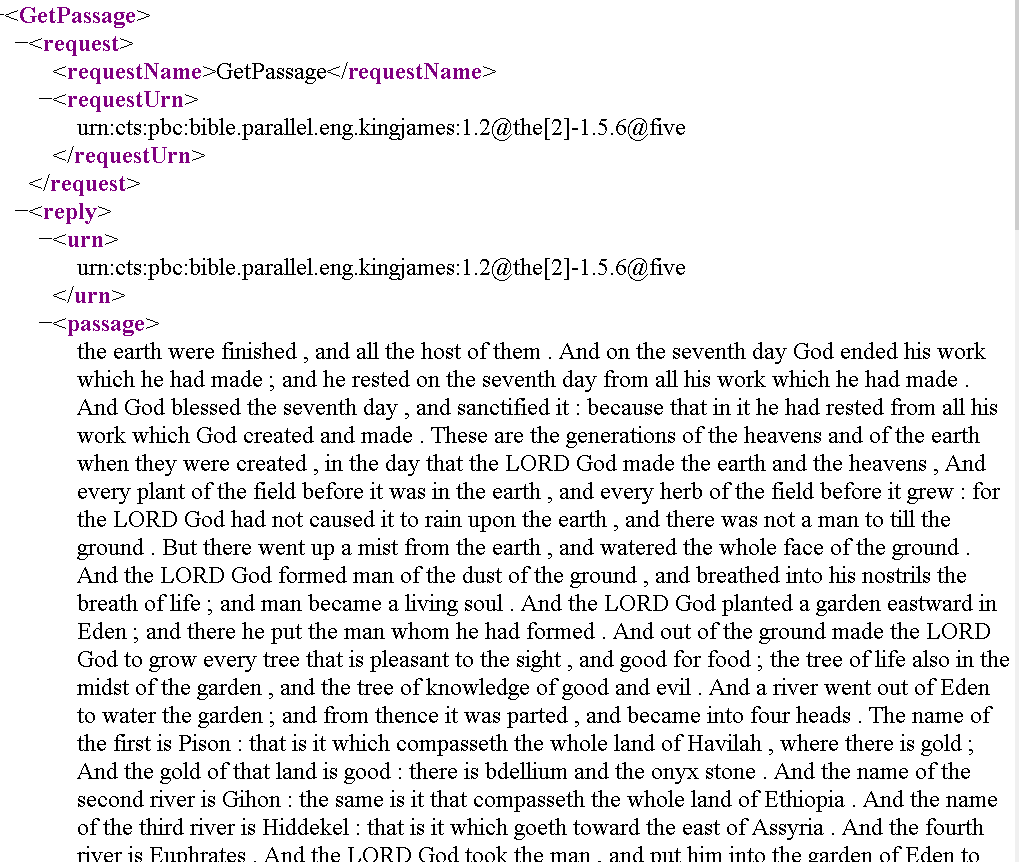 −<GetPassage>
−<request>
<requestName>GetPassage</requestName>
−<requestUrn>
urn:cts:pbc:bible.parallel.eng.kingjames:1.2@the[2]-1.5.6@five
</requestUrn>
</request>
−<reply>
−<urn>
urn:cts:pbc:bible.parallel.eng.kingjames:1.2@the[2]-1.5.6@five
</urn>
−<passage>
the earth were finished , and all the host of them . And on the seventh day God ended his work
which he had made ; and he rested on the seventh day from all his work which he had made .
And God blessed the seventh day , and sanctified it : because that in it he had rested from all his
work which God created and made . These are the generations of the heavens and of the earth
when they were created , in the day that the LORD God made the earth and the heavens , And
every plant of the field before it was in the earth , and every herb of the field before it grew : for
the LORD God had not caused it to rain upon the earth , and there was not a man to till the
ground . But there went up a mist from the earth , and watered the whole face of the ground .
And the LORD God formed man of the dust of the ground , and breathed into his nostrils the
breath of life ; and man became a living soul . And the LORD God planted a garden eastward in
Eden ; and there he put the man whom he had formed . And out of the ground made the LORD
God to grow every tree that is pleasant to the sight , and good for food ; the tree of life also in the
midst of the garden , and the tree of knowledge of good and evil . And a river went out of Eden
to water the garden ; and from thence it was parted , and became into four heads . The name of
the first is Pison : that is it which compasseth the whole land of Havilah , where there is gold ;
And the gold of that land is good : there is bdellium and the onyx stone . And the name of the
second river is Gihon : the same is it that compasseth the whole land of Ethiopia . And the name
of the third river is Hiddekel : that is it which goeth toward the east of Assyria . And the fourth
river is Euphrates . And the LORD God took the man , and put him into the garden of Eden to